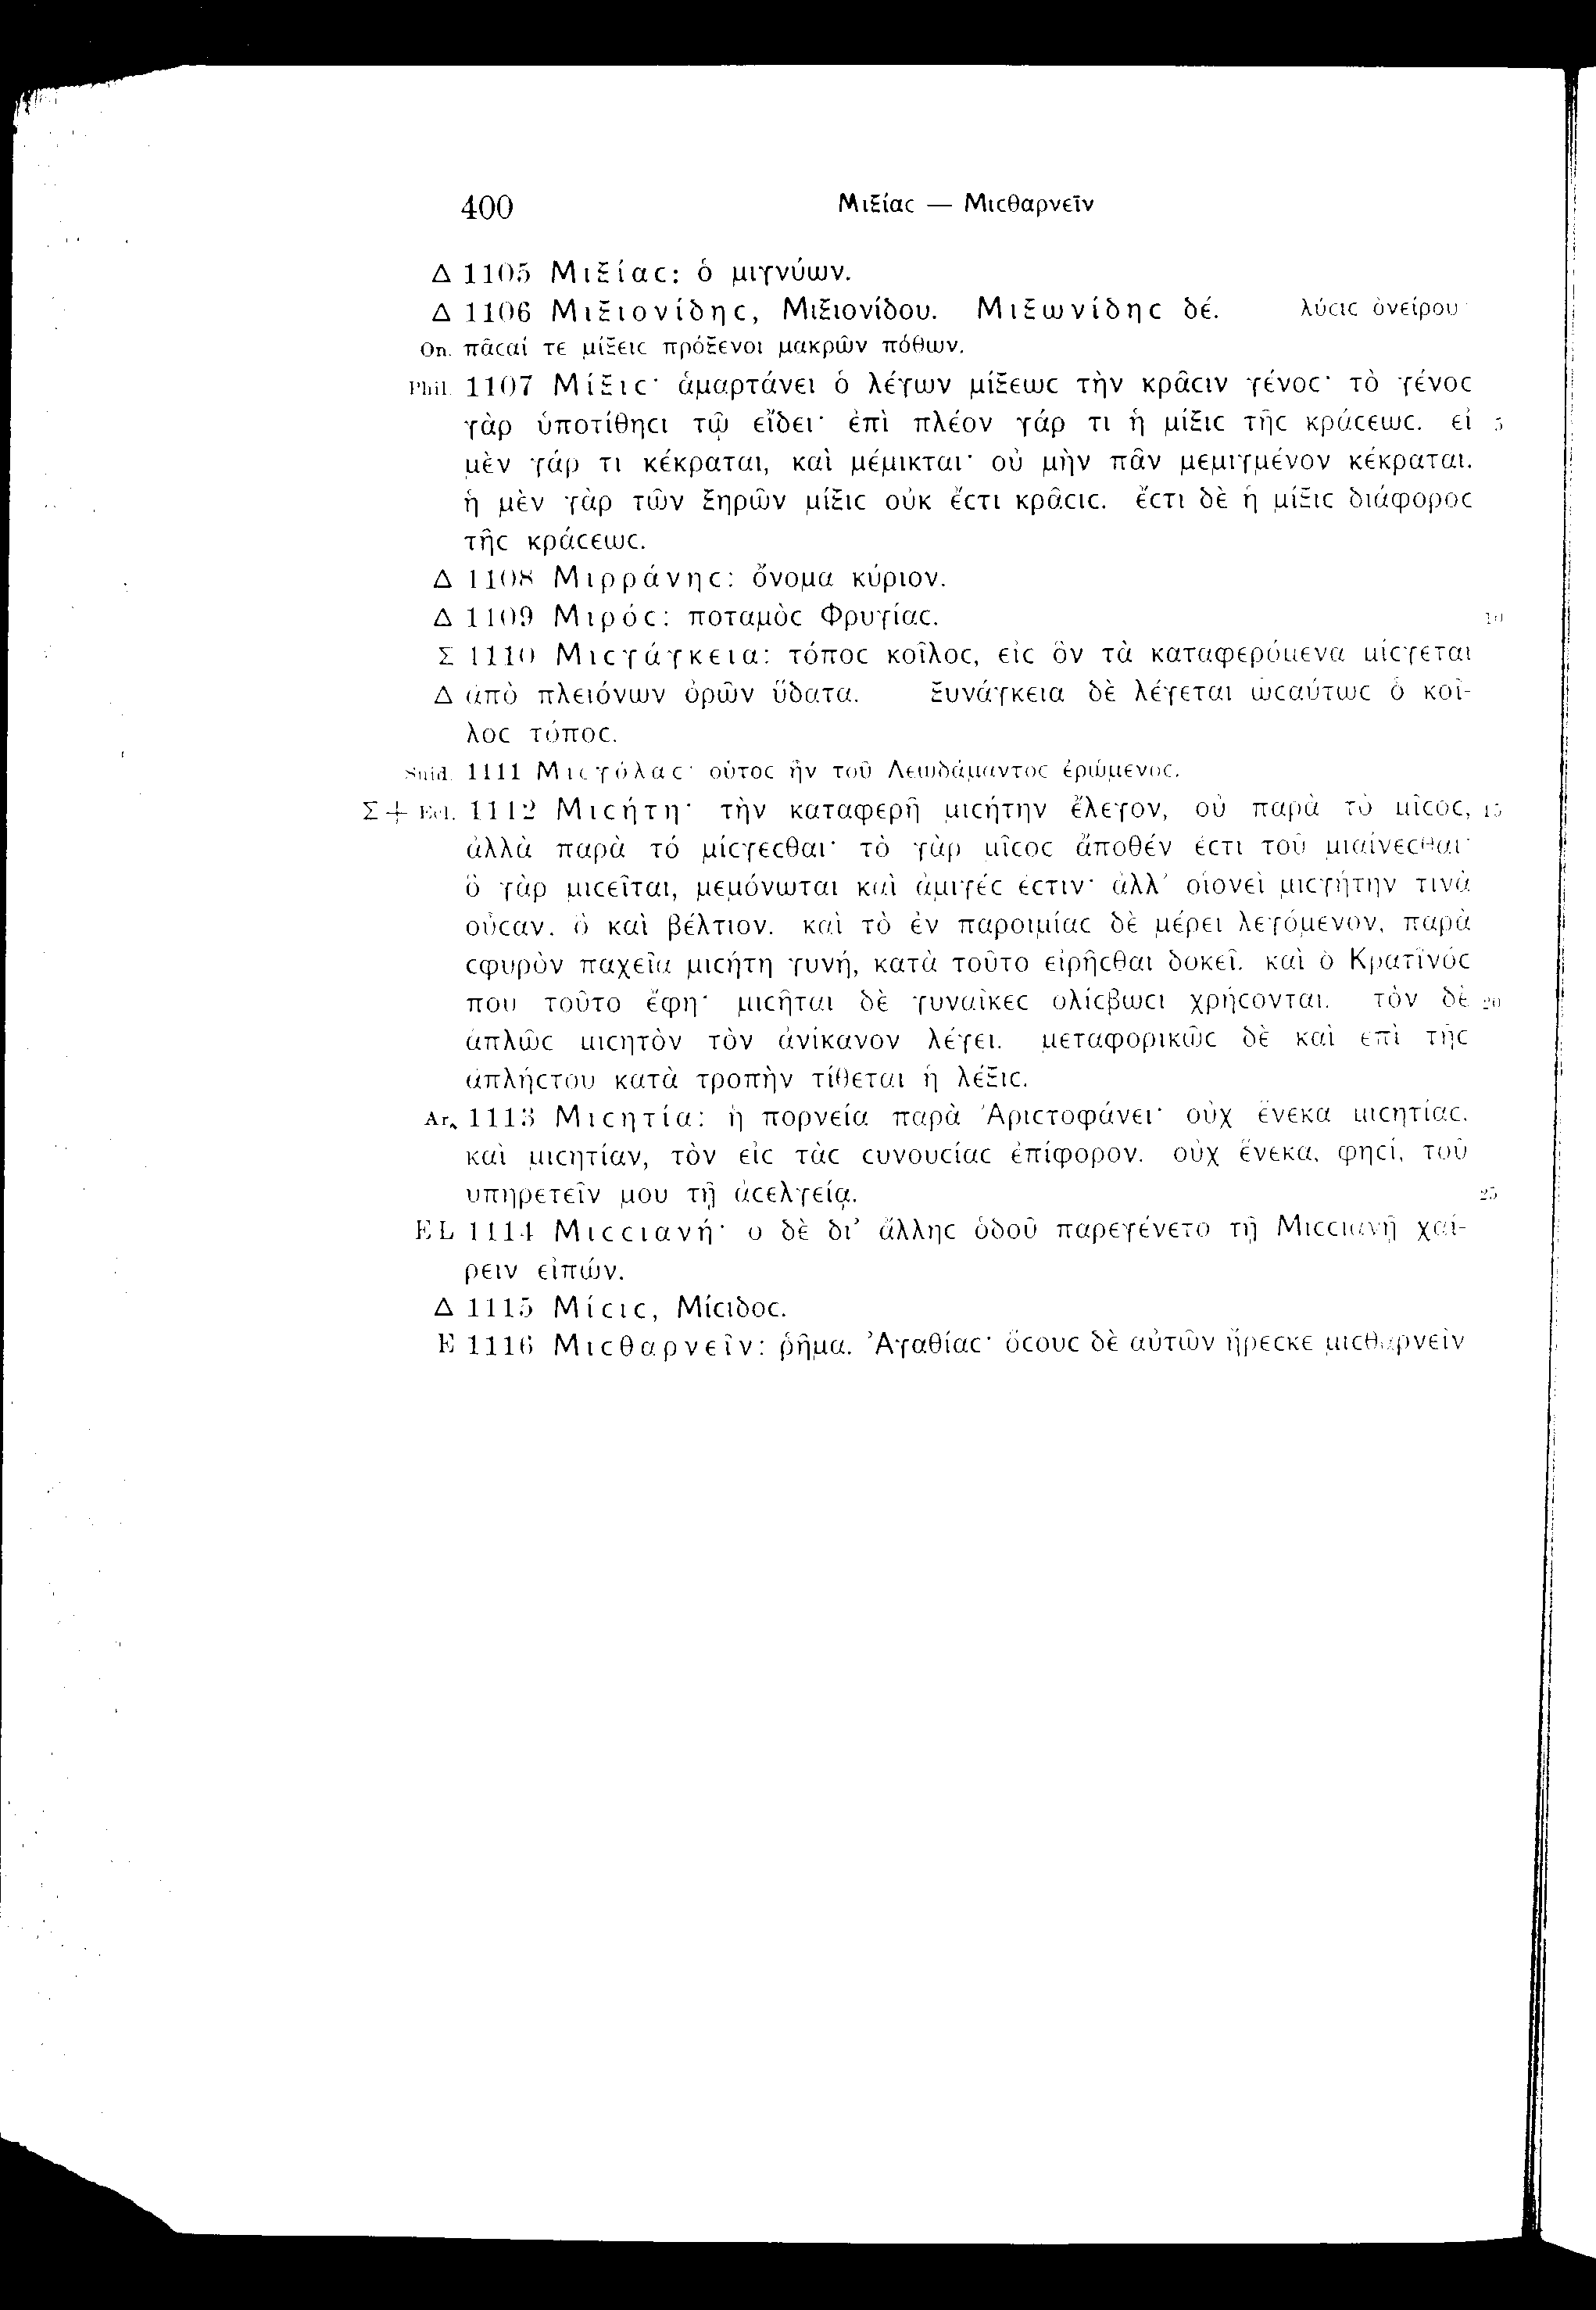 400 Μιξίαϲ — Μιϲθαρνεῖν
Δ 1105 Μιξίαϲ: ὁ μιγνύων.
Δ 1106 Μιξιονίδηϲ, Μιξιονίδου. Μιξωνίδηϲ δέ. λύϲιϲ ὀνείρου·
On. πᾶϲαί τε μίξειϲ πρόξενοι μακρῶν πόθων.
Phil. 1107 Μίξιϲ· ἁμαρτάνει ὁ λέγων μίξεωϲ τὴν κρᾶϲιν γένοϲ· τὸ γένοϲ
γὰρ ὑποτίθηϲι τῷ εἴδει· ἐπὶ πλέον γάρ τι ἡ μίξιϲ τῆϲ κράϲεωϲ. εἰ 5
μὲν γάρ τι κέκραται, καὶ μέμικται· οὐ μὴν πᾶν μεμιγμένον κέκραται.
ἡ μὲν γὰρ τῶν ξηρῶν μίξιϲ οὐκ ἔϲτι κρᾶϲιϲ. ἔϲτι δὲ ἡ μίξιϲ διάφοροϲ
τῆϲ κράϲεωϲ.
Δ 1108 Μιρράνηϲ: ὄνομα κύριον.
Δ 1109 Μιρόϲ: ποταμὸϲ Φρυγίαϲ. 10
Σ 1110 Μιϲγάγκεια: τόποϲ κοῖλοϲ, εἰϲ ὃν τὰ καταφερόμενα μίϲγεται
Δ ἀπὸ πλειόνων ὀρῶν ὕδατα. ξυνάγκεια δὲ λέγεται ὡϲαύτωϲ ὁ κοῖ-
λοϲ τόποϲ.
Suid. 1111 Μιϲγόλαϲ· οὗτοϲ ἦν τοῦ Λεωδάμαντοϲ ἐρώμενοϲ.
Σ+Ecl. 1112 Μιϲήτη· τὴν καταφερῆ μιϲήτην ἔλεγον, οὐ παρὰ τὸ μῖϲοϲ, 15
ἀλλὰ παρὰ τό μίϲγεϲθαι· τὸ γὰρ μῖϲοϲ ἄποθέν ἐϲτι τοῦ μιαίνεϲθαι·
ὃ γὰρ μιϲεῖται, μεμόνωται καὶ ἀμιγέϲ ἐϲτιν· ἀλλ’ οἱονεὶ μιϲγήτην τινὰ
οὖϲαν. ὃ καὶ βέλτιον. καὶ τὸ ἐν παροιμίαϲ δὲ μέρει λεγόμενον, παρὰ
ϲφυρὸν παχεῖα μιϲήτη γυνή, κατὰ τοῦτο εἰρῆϲθαι δοκεῖ. καὶ ὁ Κρατῖνόϲ
που τοῦτο ἔφη· μιϲῆται δὲ γυναῖκεϲ ὀλίϲβωϲι χρήϲονται. τὸν δὲ 20
ἁπλῶϲ μιϲητὸν τὸν ἀνίκανον λέγει. μεταφορικῶϲ δὲ καὶ ἐπὶ τῆϲ
ἀπλήϲτου κατὰ τροπὴν τίθεται ἡ λέξιϲ.
Ar. 1113 Μιϲητία: ἡ πορνεία παρὰ Ἀριϲτοφάνει· οὐχ ἕνεκα μιϲητίαϲ.
καὶ μιϲητίαν, τὸν εἰϲ τὰϲ ϲυνουϲίαϲ ἐπίφορον. οὐχ ἕνεκα, φηϲί, τοῦ
ὑπηρετεῖν μου τῇ ἀϲελγείᾳ. 25
EL 1114 Μιϲϲιανή· ὁ δὲ δι’ ἄλληϲ ὁδοῦ παρεγένετο τῇ Μιϲϲιανῇ χαί-
ρειν εἰπών.
Δ 1115 Μίϲιϲ, Μίϲιδοϲ.
E 1116 Μιϲθαρνεῖν: ῥῆμα. Ἀγαθίαϲ· ὅϲουϲ δὲ αὐτῶν ἤρεϲκε μιϲθαρνεῖν